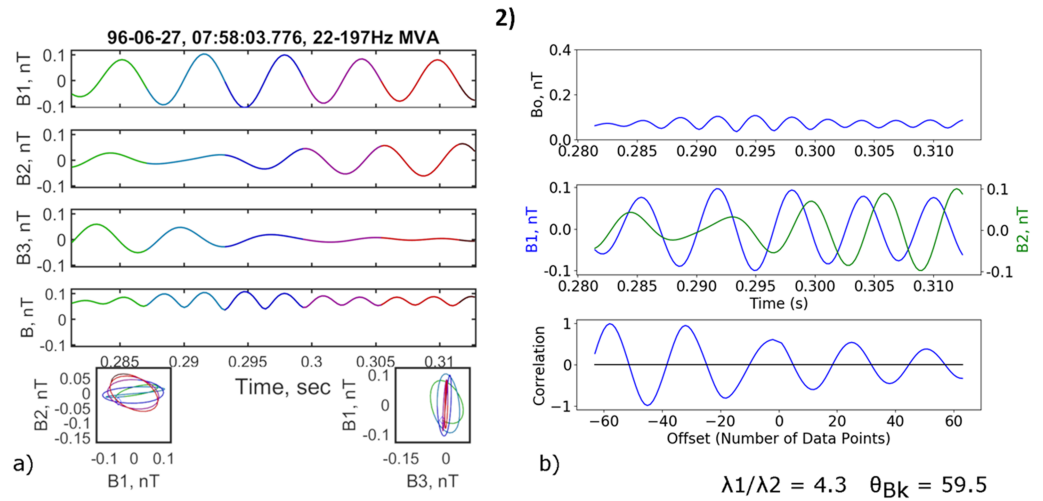 2)
96-06-27, 07:58:03.776, 22-197Hz MVA
B1, nT
0.1
0
-0.1
B2, nT
0.1
0
-0.1
B3, nT
0.1
0
-0.1
B, nT
0.1
0
-0.1
0.285 0.29 0.295 0.3 0.305 0.31
Time, sec
B2, nT
0.05
0
-0.05
-0.1
-0.15
-0.1 0 0.1
B1, nT
B1, nT
0.1
0
-0.1
-0.15 0
B3, nT
a)
Bo, nT
0.4
0.2
0.0
0.280 0.285 0.290 0.295 0.300 0.305 0.310
B1, nT
0.1
0.0
-0.1
0.1
0.0
-0.1
B2, nT
0.280 0.285 0.290 0.295 0.300 0.305 0.310
Time (s)
Correlation
1
0
−1
−60 −40 −20 0 20 40 60
Offset (Number of Data Points)
b)
λ1/λ2 = 4.3 θBk = 59.5